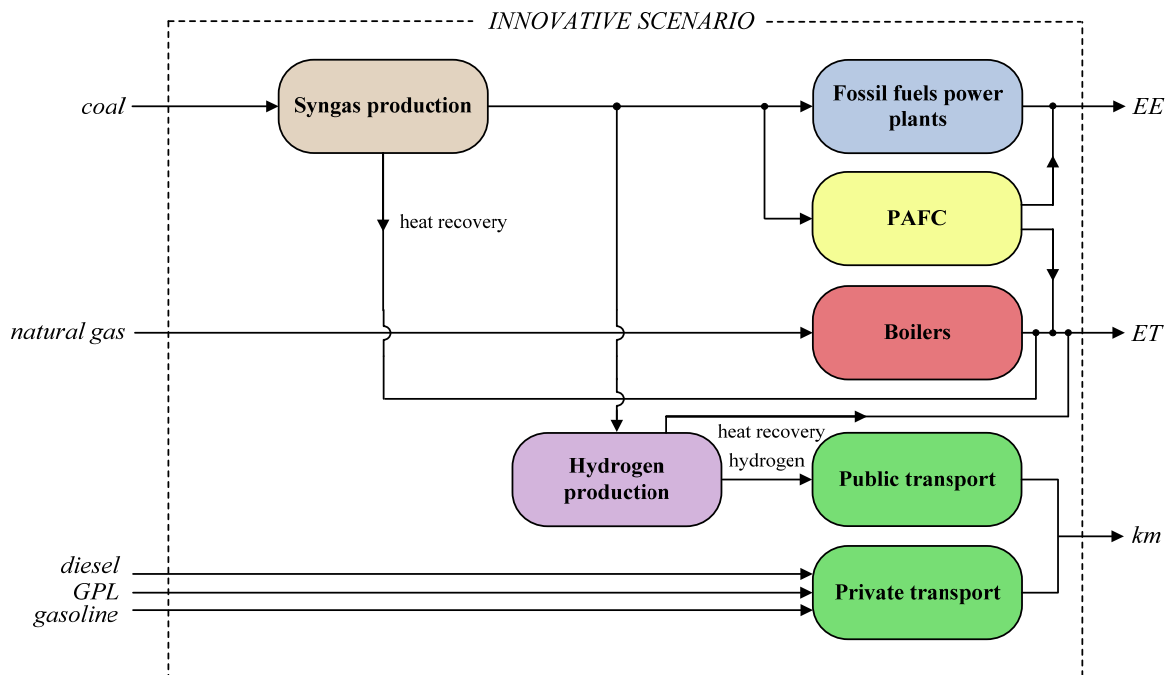 INNOVATIVE SCENARIO
coal
Syngas production
Fossil fuels power
plants
EE
PAFC
heat recovery
natural gas
Boilers
ET
heat recovery
hydrogen
Hydrogen
production
Public transport
km
diesel
GPL
gasoline
Private transport